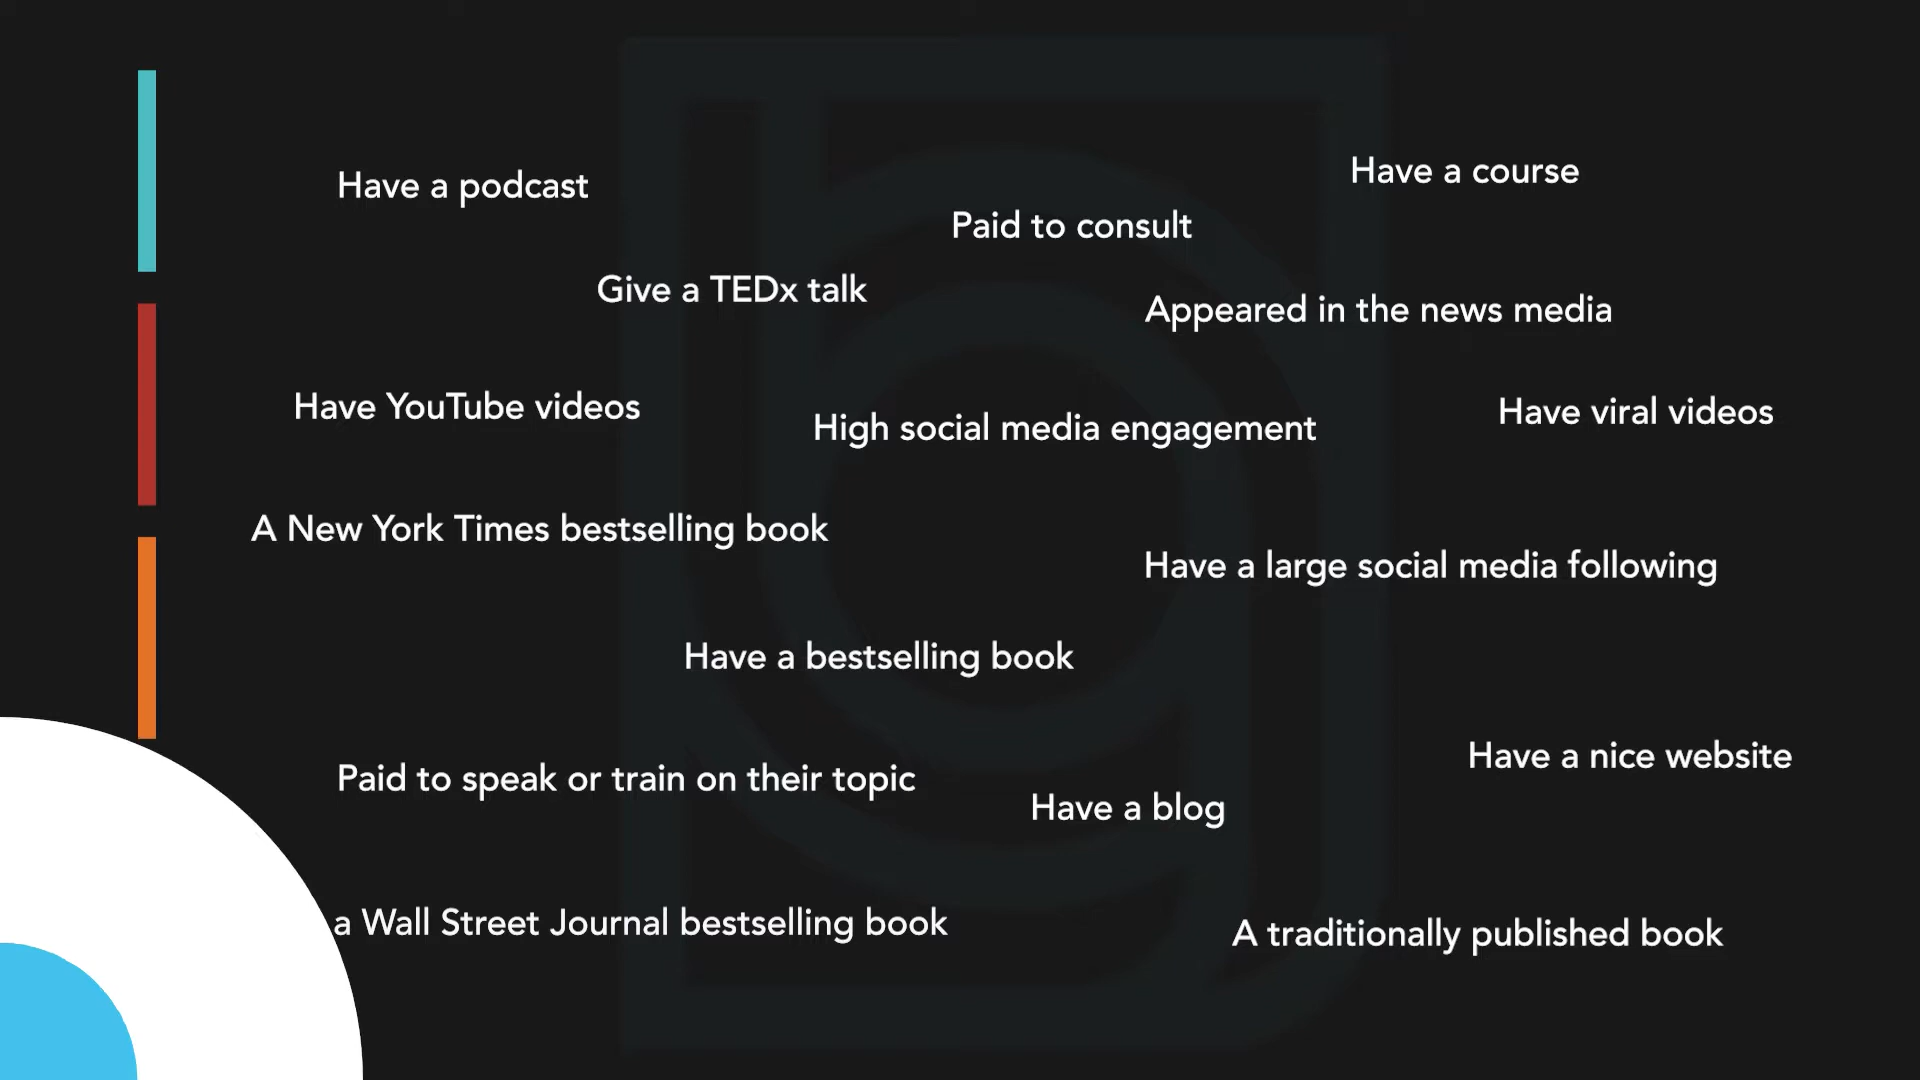 Have a podcast
Have a course
Paid to consult
Give a TEDx talk
Appeared in the news media
Have YouTube videos
High social media engagement
Have viral videos
A New York Times bestselling book
Have a large social media following
Have a bestselling book
Have a nice website
Paid to speak or train on their topic
Have a blog
a Wall Street Journal bestselling book
A traditionally published book